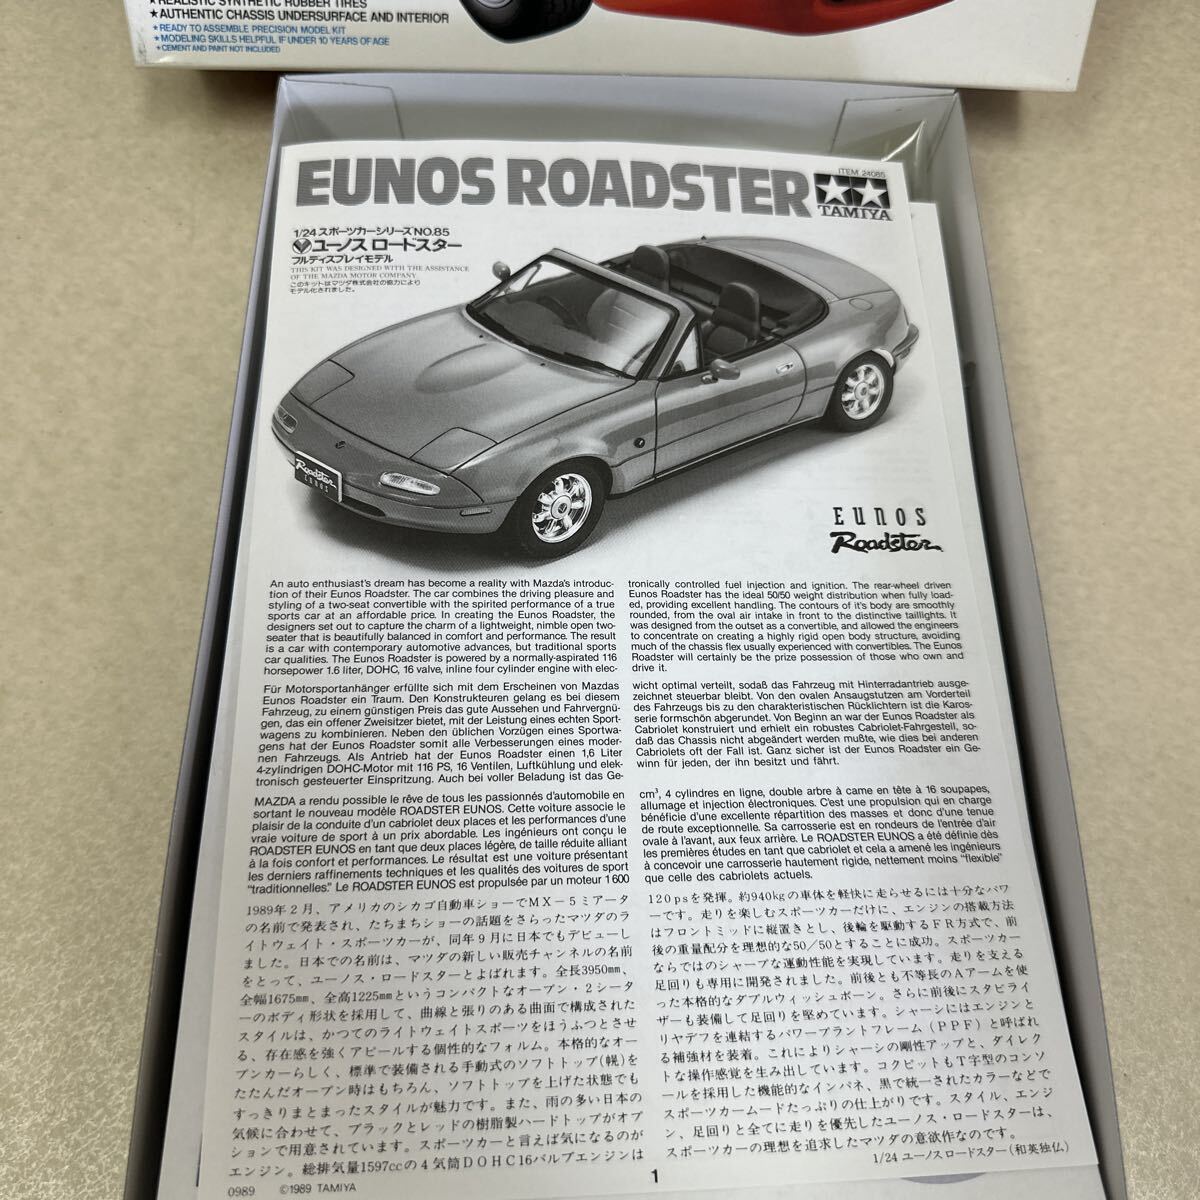 ★REALISTIC SYNTHETIC RUBBER TIRES
★AUTHENTIC CHASSIS UNDERSURFACE AND INTERIOR
★READY TO ASSEMBLE PRECISION MODEL KIT
★MODELING SKILLS HELPFUL IF UNDER 10 YEARS OF AGE
★CEMENT AND PAINT NOT INCLUDED
EUNOS ROADSTER
ITEM 24085
TAMIYA
1/24 スポーツカーシリーズNO.85
ユーノス ロードスター
フルディスプレイモデル
THIS KIT WAS DESIGNED WITH THE ASSISTANCE
OF THE MAZDA MOTOR COMPANY
このキットはマツダ株式会社の協力により
モデル化されました。
Roadster
EUNOS
EUNOS
Roadster
An auto enthusiast's dream has become a reality with Mazda's introduc-
tion of their Eunos Roadster. The car combines the driving pleasure and
styling of a two-seat convertible with the spirited performance of a true
sports car at an affordable price. In creating the Eunos Roadster, the
designers set out to capture the charm of a lightweight, nimble open two-
seater that is beautifully balanced in comfort and performance. The result
is a car with contemporary automotive advances, but traditional sports
car qualities. The Eunos Roadster is powered by a normally-aspirated 116
horsepower 1.6 liter, DOHC, 16 valve, inline four cylinder engine with elec-
tronically controlled fuel injection and ignition. The rear-wheel driven
Eunos Roadster has the ideal 50/50 weight distribution when fully load-
ed, providing excellent handling. The contours of it's body are smoothly
rounded, from the oval air intake in front to the distinctive taillights. It
was designed from the outset as a convertible, and allowed the engineers
to concentrate on creating a highly rigid open body structure, avoiding
much of the chassis flex usually experienced with convertibles. The Eunos
Roadster will certainly be the prize possession of those who own and
drive it.
Für Motorsportanhänger erfüllte sich mit dem Erscheinen von Mazdas
Eunos Roadster ein Traum. Den Konstrukteuren gelang es bei diesem
Fahrzeug, zu einem günstigen Preis das gute Aussehen und Fahrvergnü-
gen, das ein offener Zweisitzer bietet, mit der Leistung eines echten Sport-
wagens zu kombinieren. Neben den üblichen Vorzügen eines Sportwa-
gens hat der Eunos Roadster somit alle Verbesserungen eines moder-
nen Fahrzeugs. Als Antrieb hat der Eunos Roadster einen 1,6 Liter
4-zylindrigen DOHC-Motor mit 116 PS, 16 Ventilen, Luftkühlung und elek-
tronisch gesteuerter Einspritzung. Auch bei voller Beladung ist das Ge-
wicht optimal verteilt, sodaß das Fahrzeug mit Hinterradantrieb ausge-
zeichnet steuerbar bleibt. Von den ovalen Ansaugstutzen am Vorderteil
des Fahrzeugs bis zu den charakteristischen Rücklichtern ist die Karos-
serie formschön abgerundet. Von Beginn an war der Eunos Roadster als
Cabriolet konstruiert und erhielt ein robustes Cabriolet-Fahrgestell, so-
daß das Chassis nicht abgeändert werden mußte, wie dies bei anderen
Cabriolets oft der Fall ist. Ganz sicher ist der Eunos Roadster ein Ge-
winn für jeden, der ihn besitzt und fährt.
MAZDA a rendu possible le rêve de tous les passionnés d'automobile en
sortant le nouveau modèle ROADSTER EUNOS. Cette voiture associe le
plaisir de la conduite d'un cabriolet deux places et les performances d'une
vraie voiture de sport à un prix abordable. Les ingénieurs ont conçu le
ROADSTER EUNOS en tant que deux places légère, de taille réduite alliant
à la fois confort et performances. Le résultat est une voiture présentant
les derniers raffinements techniques et les qualités des voitures de sport
"traditionnelles." Le ROADSTER EUNOS est propulsée par un moteur 1 600
cm³, 4 cylindres en ligne, double arbre à came en tête à 16 soupapes,
allumage et injection électroniques. C'est une propulsion qui en charge
bénéficie d'une excellente répartition des masses et donc d'une tenue
de route exceptionnelle. Sa carrosserie est en rondeurs de l'entrée d'air
ovale à l'avant, aux feux arrière. Le ROADSTER EUNOS a été définie dès
les premières études en tant que cabriolet et cela a amené les ingénieurs
à concevoir une carrosserie hautement rigide, nettement moins "flexible"
que celle des cabriolets actuels.
1989年2月、アメリカのシカゴ自動車ショーでMX－5ミアータ
の名前で発表され、たちまちショーの話題をさらったマツダのラ
イトウェイト・スポーツカーが、同年9月に日本でもデビューし
ました。日本での名前は、マツダの新しい販売チャンネルの名前
をとって、ユーノス・ロードスターとよばれます。全長3950mm、
全幅1675mm、全高1225mmというコンパクトなオープン・2シータ
ーのボディ形状を採用して、曲線と張りのある曲面で構成された
スタイルは、かつてのライトウェイトスポーツをほうふつとさせ
る、存在感を強くアピールする個性的なフォルム。本格的なオー
プンカーらしく、標準で装備される手動式のソフトトップ(幌)を
たたんだオープン時はもちろん、ソフトトップを上げた状態でも
すっきりまとまったスタイルが魅力です。また、雨の多い日本の
気候に合わせて、ブラックとレッドの樹脂製ハードトップがオプ
ションで用意されています。スポーツカーと言えば気になるのが
エンジン。総排気量1597ccの4気筒DOHC16バルブエンジンは
120psを発揮。約940kgの車体を軽快に走らせるには十分なパワ
ーです。走りを楽しむスポーツカーだけに、エンジンの搭載方法
はフロントミッドに縦置きとし、後輪を駆動するFR方式で、前
後の重量配分を理想的な50／50とすることに成功。スポーツカー
ならではのシャープな運動性能を実現しています。走りを支える
足回りも専用に開発されました。前後とも不等長のAアームを使
った本格的なダブルウィッシュボーン。さらに前後にスタビライ
ザーも装備して足回りを堅めています。シャーシにはエンジンと
リヤデフを連結するパワープラントフレーム(PPF)と呼ばれ
る補強材を装着。これによりシャーシの剛性アップと、ダイレク
トな操作感覚を生み出しています。コクピットもT字型のコンソ
ールを採用した機能的なインパネ、黒で統一されたカラーなどで
スポーツカームードたっぷりの仕上がりです。スタイル、エンジ
ン、足回りと全てに走りを優先したユーノス・ロードスターは、
スポーツカーの理想を追求したマツダの意欲作なのです。
1/24 ユーノスロードスター(和英独仏)
0989 ©1989 TAMIYA
1